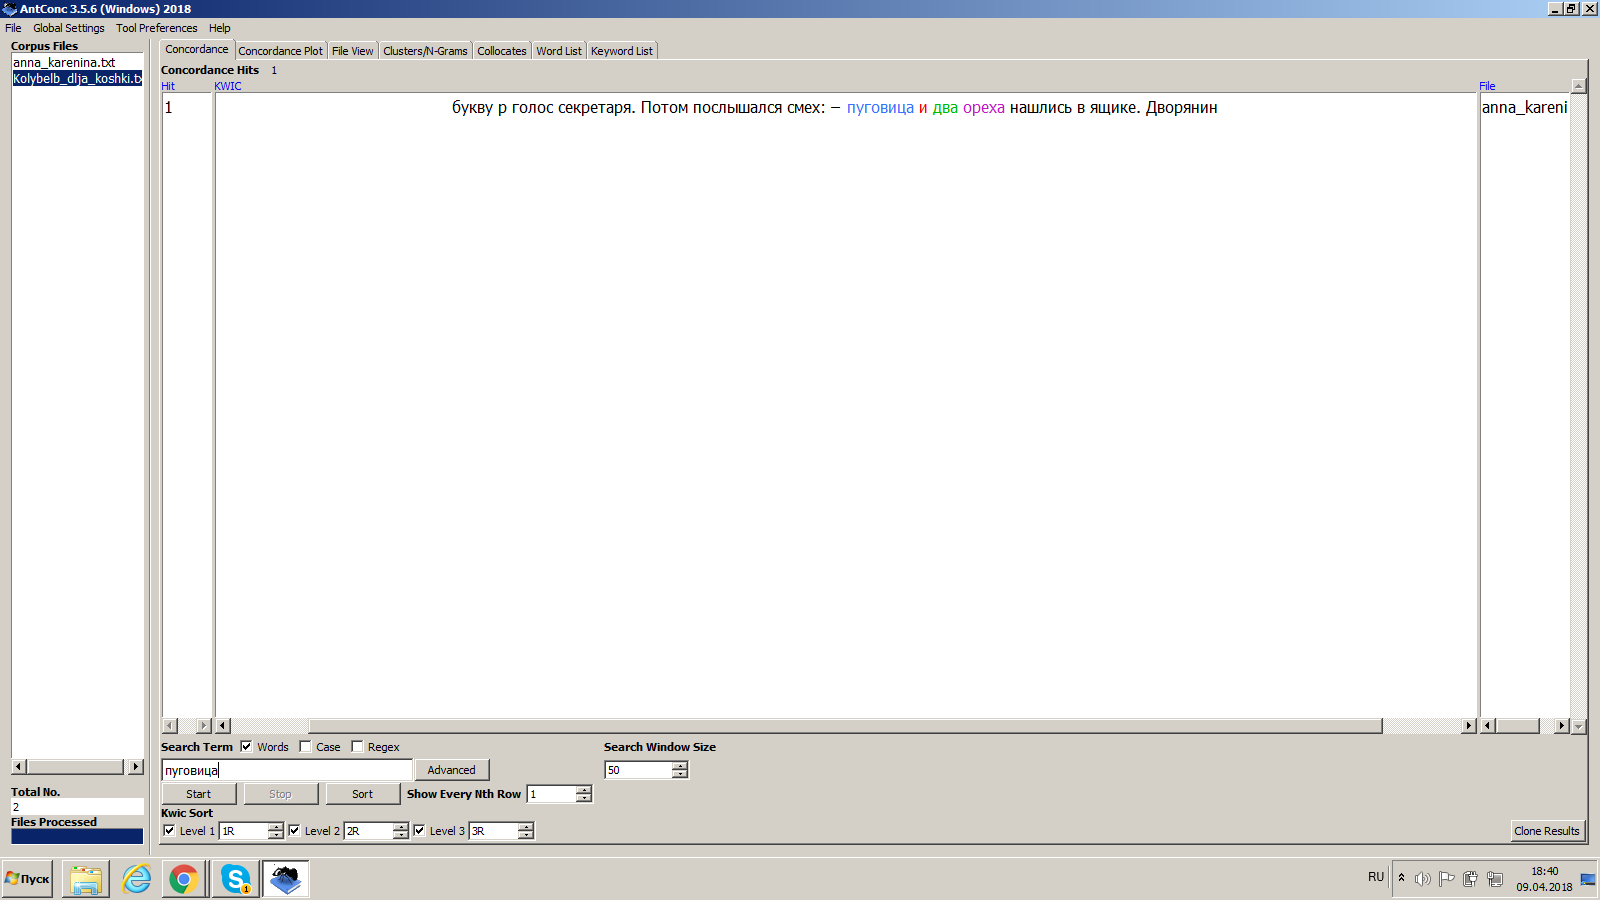 AntConc 3.5.6 (Windows) 2018
File Global Settings Tool Preferences Help
Corpus Files
anna_karenina.txt
Kolybelb_dlja_koshki.tx
Total No.
2
Files Processed
Concordance Concordance Plot File View Clusters/N-Grams Collocates Word List Keyword List
Concordance Hits 1
Hit KWIC File
1 букву р голос секретаря. Потом послышался смех: – пуговица и два ореха нашлись в ящике. Дворянин anna_kareni
Search Term Words Case Regex Search Window Size
пуговица Advanced 50
Start Stop Sort Show Every Nth Row 1
Kwic Sort
Level 1 1R Level 2 2R Level 3 3R Clone Results
Пуск 1 RU 18:40
09.04.2018